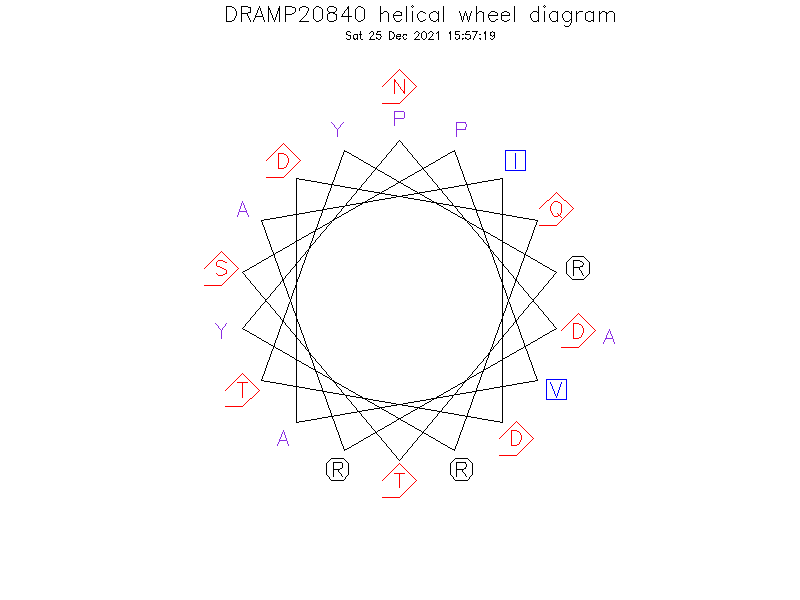 DRAMP20840 helical wheel diagram
Sat 25 Dec 2021 15:57:19
N
Y P P
D I
A Q
S R
Y D A
T V
A D
R T R